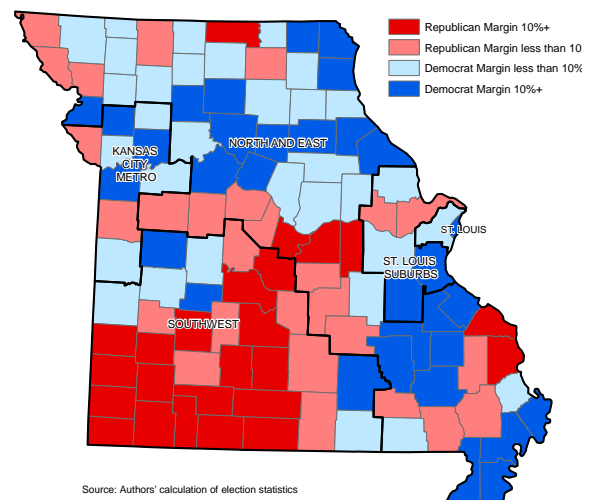 Republican Margin 10%+
Republican Margin less than 10
Democrat Margin less than 10%
Democrat Margin 10%+
NORTH AND EAST
KANSAS
CITY
METRO
ST. LOUIS
ST. LOUIS
SUBURBS
SOUTHWEST
Source: Authors' calculation of election statistics